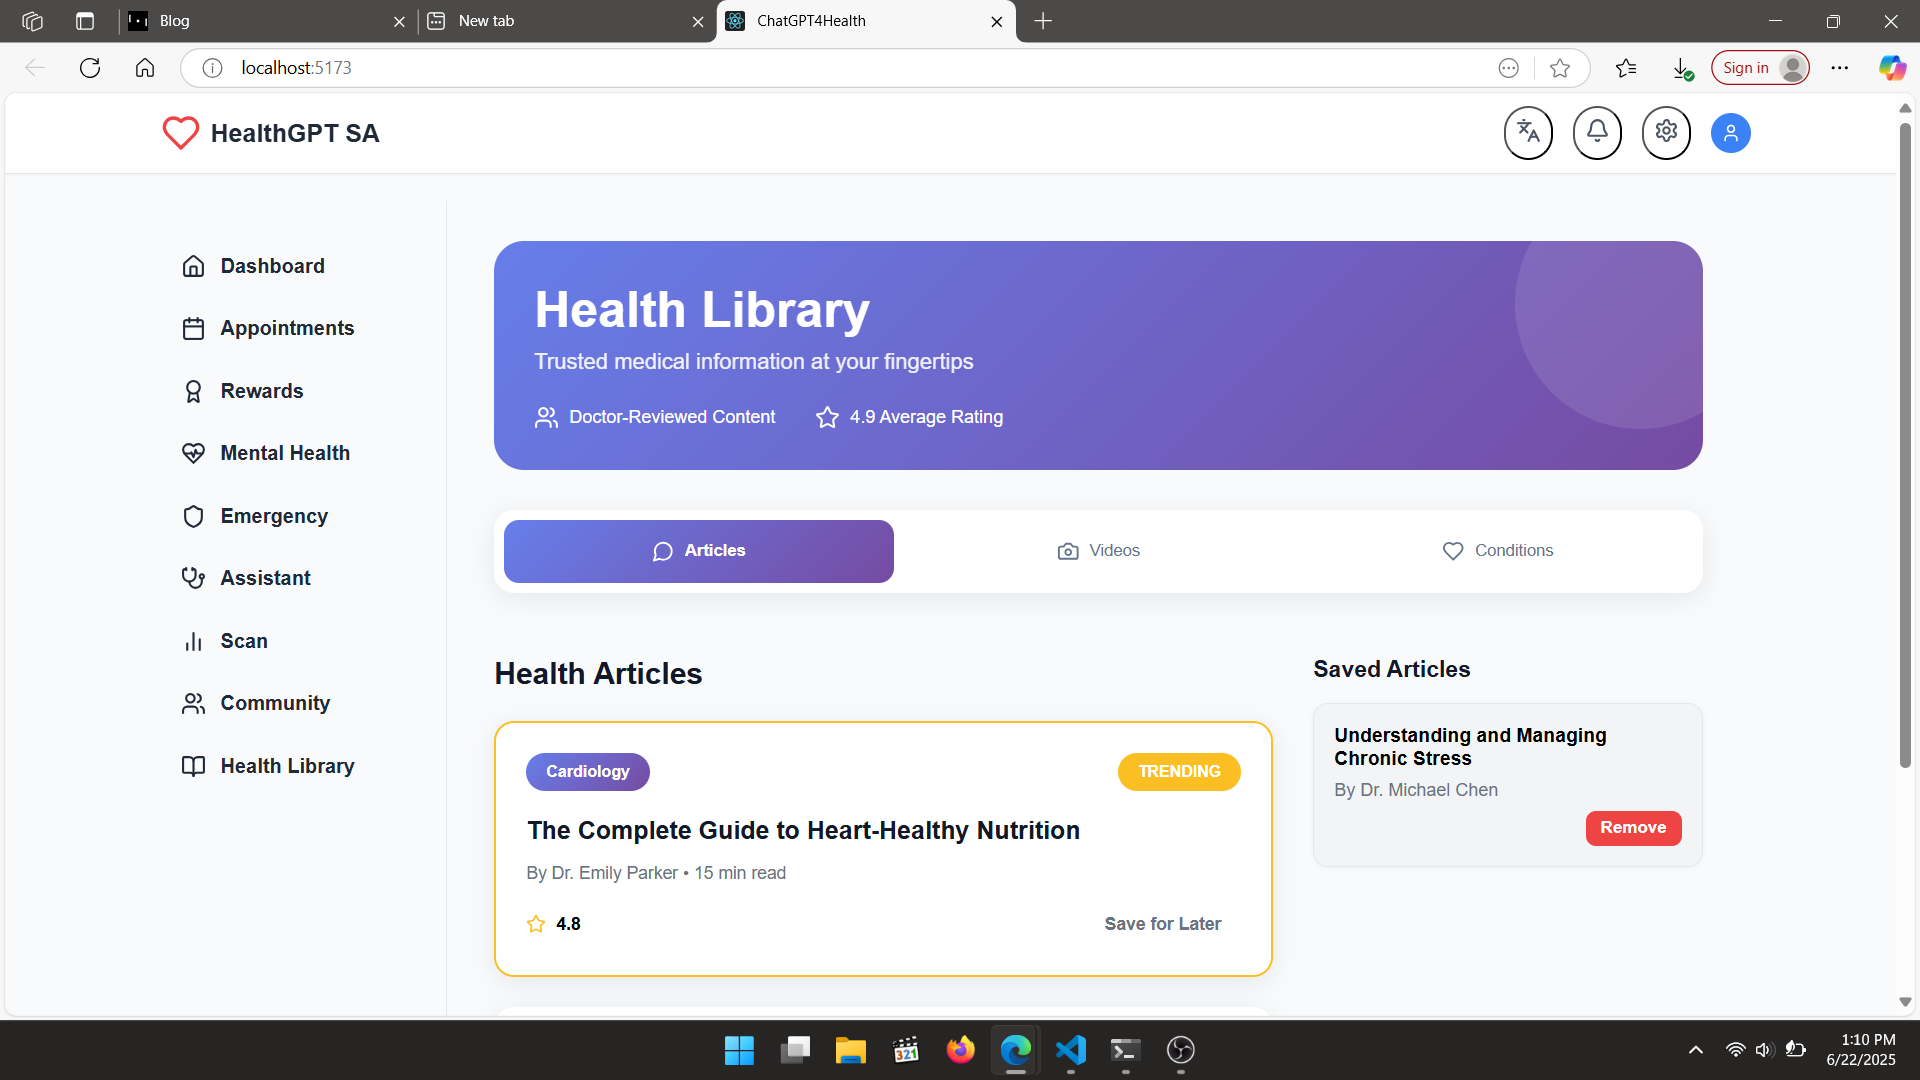 Blog
New tab
ChatGPT4Health
localhost:5173
Sign in
HealthGPT SA
Dashboard
Appointments
Rewards
Mental Health
Emergency
Assistant
Scan
Community
Health Library
Health Library
Trusted medical information at your fingertips
Doctor-Reviewed Content
4.9 Average Rating
Articles
Videos
Conditions
Health Articles
Cardiology
TRENDING
The Complete Guide to Heart-Healthy Nutrition
By Dr. Emily Parker • 15 min read
4.8
Save for Later
Saved Articles
Understanding and Managing
Chronic Stress
By Dr. Michael Chen
Remove
321
1:10 PM
6/22/2025